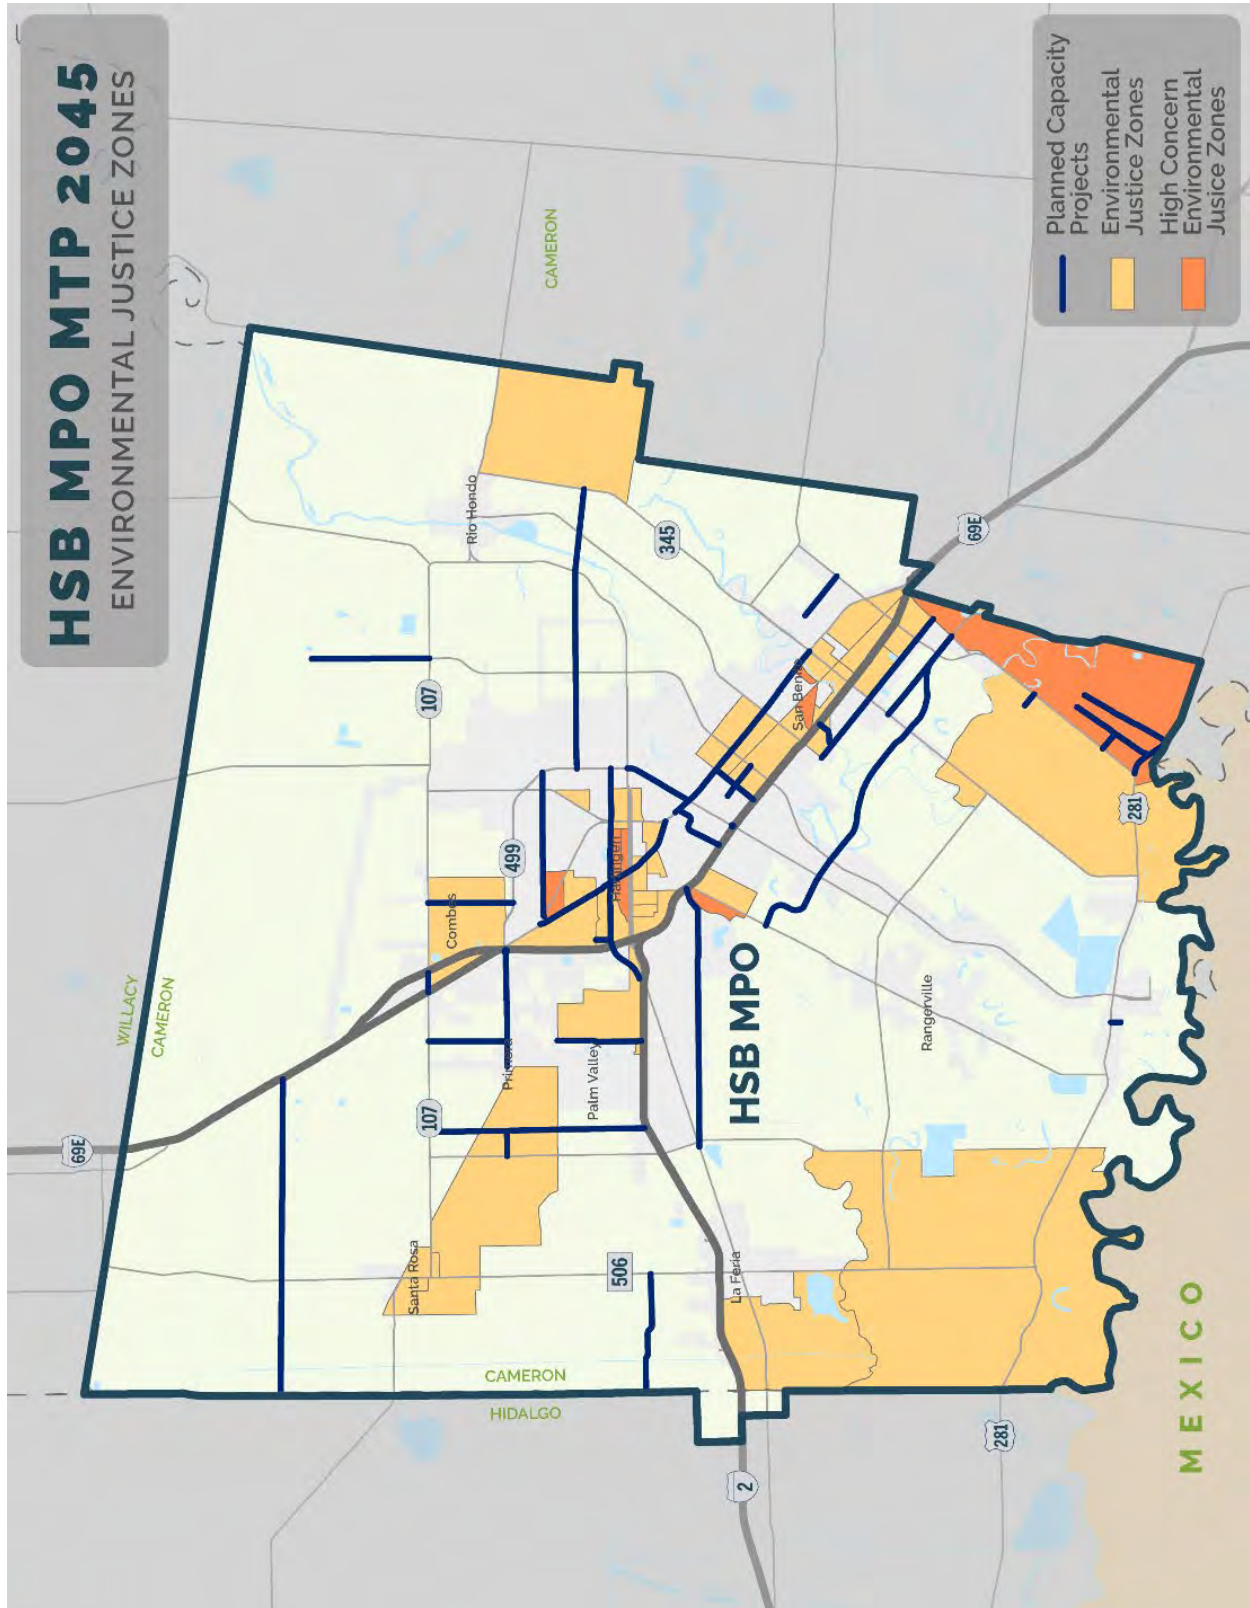 HSB MPO MTP 2045
ENVIRONMENTAL JUSTICE ZONES
Planned Capacity
Projects
Environmental
Justice Zones
High Concern
Environmental
Jusice Zones
WILLACY
CAMERON
CAMERON
CAMERON
HIDALGO
69E
107
107
499
345
506
69E
2
281
281
Santa Rosa
Combes
Primera
Palm Valley
Rio Hondo
Harlingen
San Benito
La Feria
Rangerville
HSB MPO
MEXICO